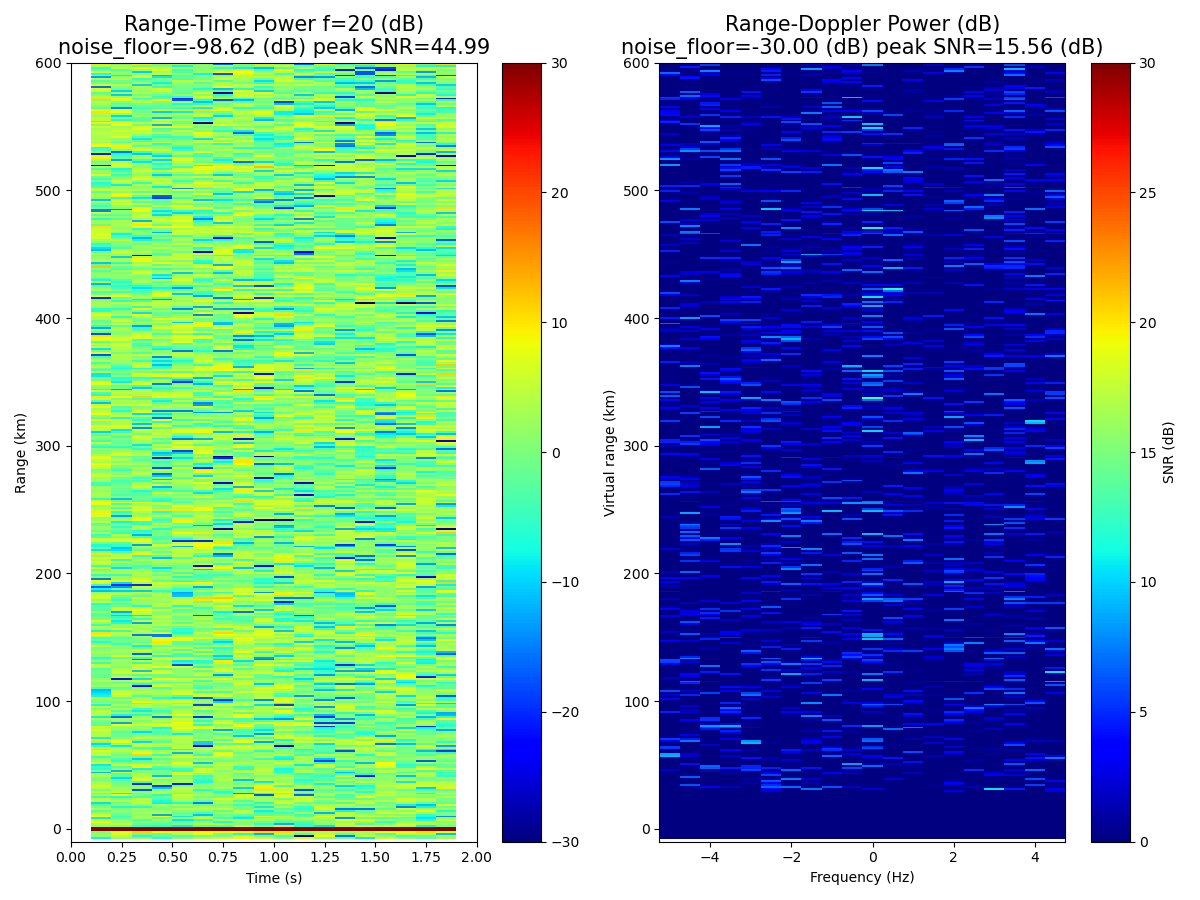 Range-Time Power f=20 (dB)
noise_floor=-98.62 (dB) peak SNR=44.99
Range (km)
600
500
400
300
200
100
0
0.00 0.25 0.50 0.75 1.00 1.25 1.50 1.75 2.00
Time (s)
30
20
10
0
−10
−20
−30
Range-Doppler Power (dB)
noise_floor=-30.00 (dB) peak SNR=15.56 (dB)
Virtual range (km)
600
500
400
300
200
100
0
−4 −2 0 2 4
Frequency (Hz)
30
25
20
15
10
5
0
SNR (dB)